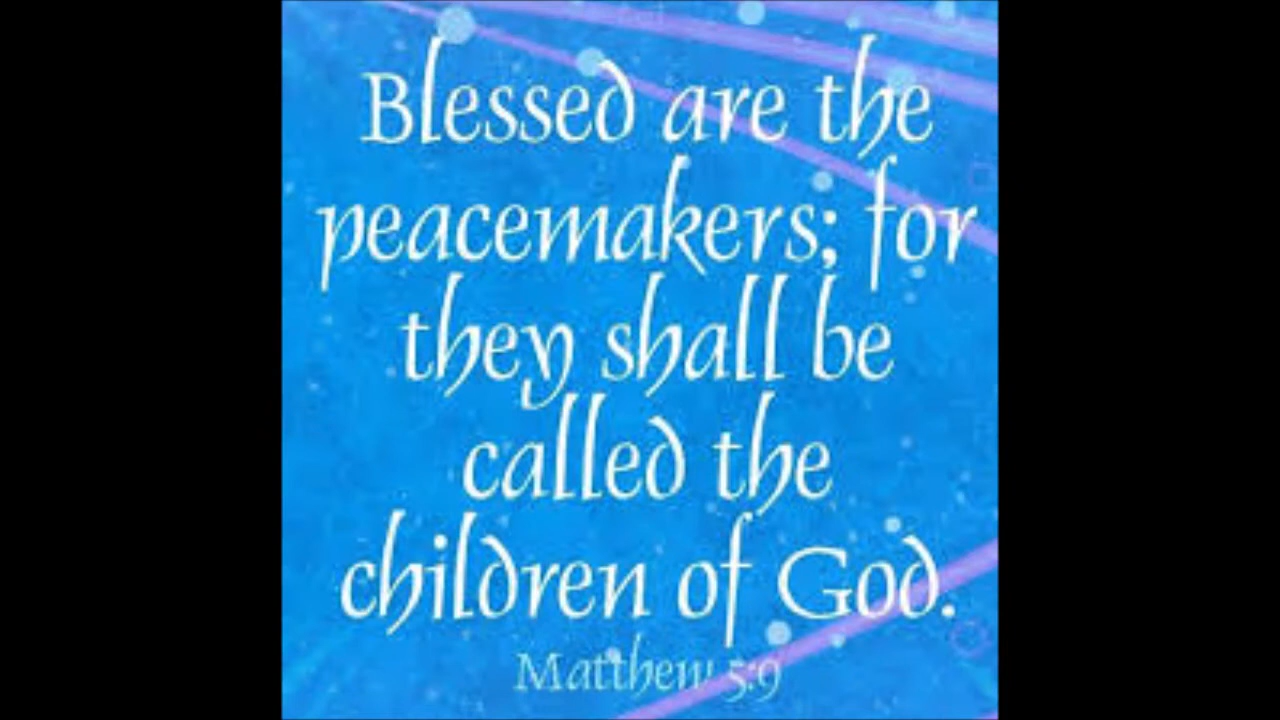 Blessed are the
peacemakers; for
they shall be
called the
children of God.
Matthew 5:9